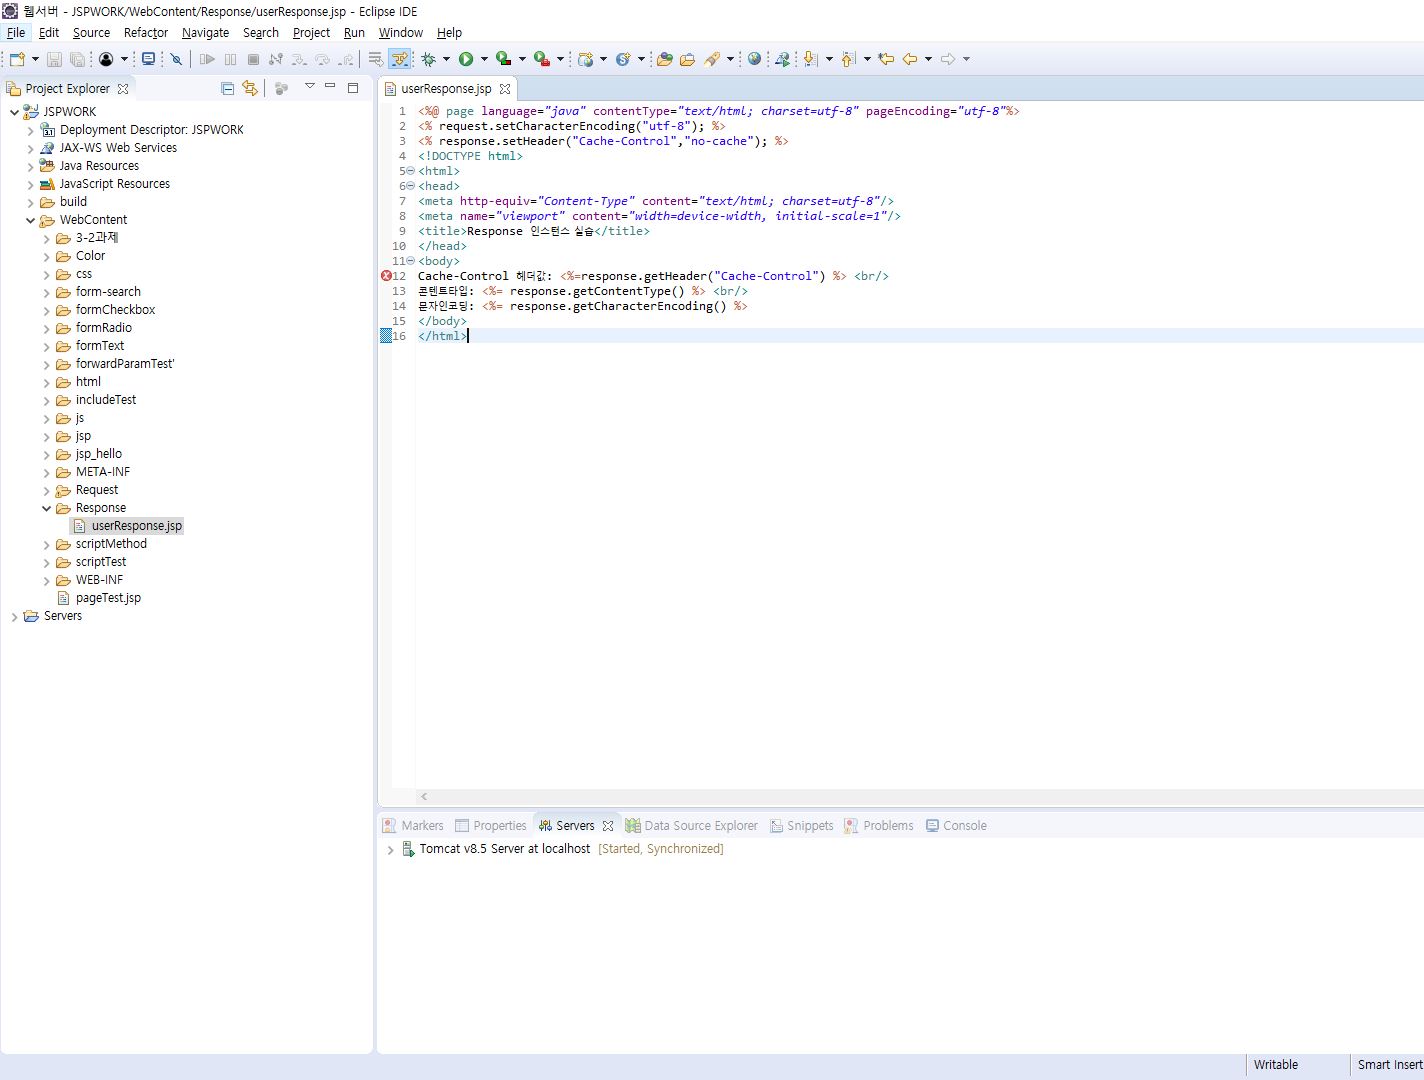 웹서버 - JSPWORK/WebContent/Response/userResponse.jsp - Eclipse IDE
File Edit Source Refactor Navigate Search Project Run Window Help
Project Explorer
JSPWORK
Deployment Descriptor: JSPWORK
JAX-WS Web Services
Java Resources
JavaScript Resources
build
WebContent
3-2과제
Color
css
form-search
formCheckbox
formRadio
formText
forwardParamTest'
html
includeTest
js
jsp
jsp_hello
META-INF
Request
Response
userResponse.jsp
scriptMethod
scriptTest
WEB-INF
pageTest.jsp
Servers
userResponse.jsp
1 <%@ page language="java" contentType="text/html; charset=utf-8" pageEncoding="utf-8"%>
2 <% request.setCharacterEncoding("utf-8"); %>
3 <% response.setHeader("Cache-Control","no-cache"); %>
4 <!DOCTYPE html>
5 <html>
6 <head>
7 <meta http-equiv="Content-Type" content="text/html; charset=utf-8"/>
8 <meta name="viewport" content="width=device-width, initial-scale=1"/>
9 <title>Response 인스턴스 실습</title>
10 </head>
11 <body>
12 Cache-Control 헤더값: <%=response.getHeader("Cache-Control") %> <br/>
13 콘텐트타입: <%= response.getContentType() %> <br/>
14 문자인코딩: <%= response.getCharacterEncoding() %>
15 </body>
16 </html>
Markers Properties Servers Data Source Explorer Snippets Problems Console
Tomcat v8.5 Server at localhost [Started, Synchronized]
Writable Smart Insert